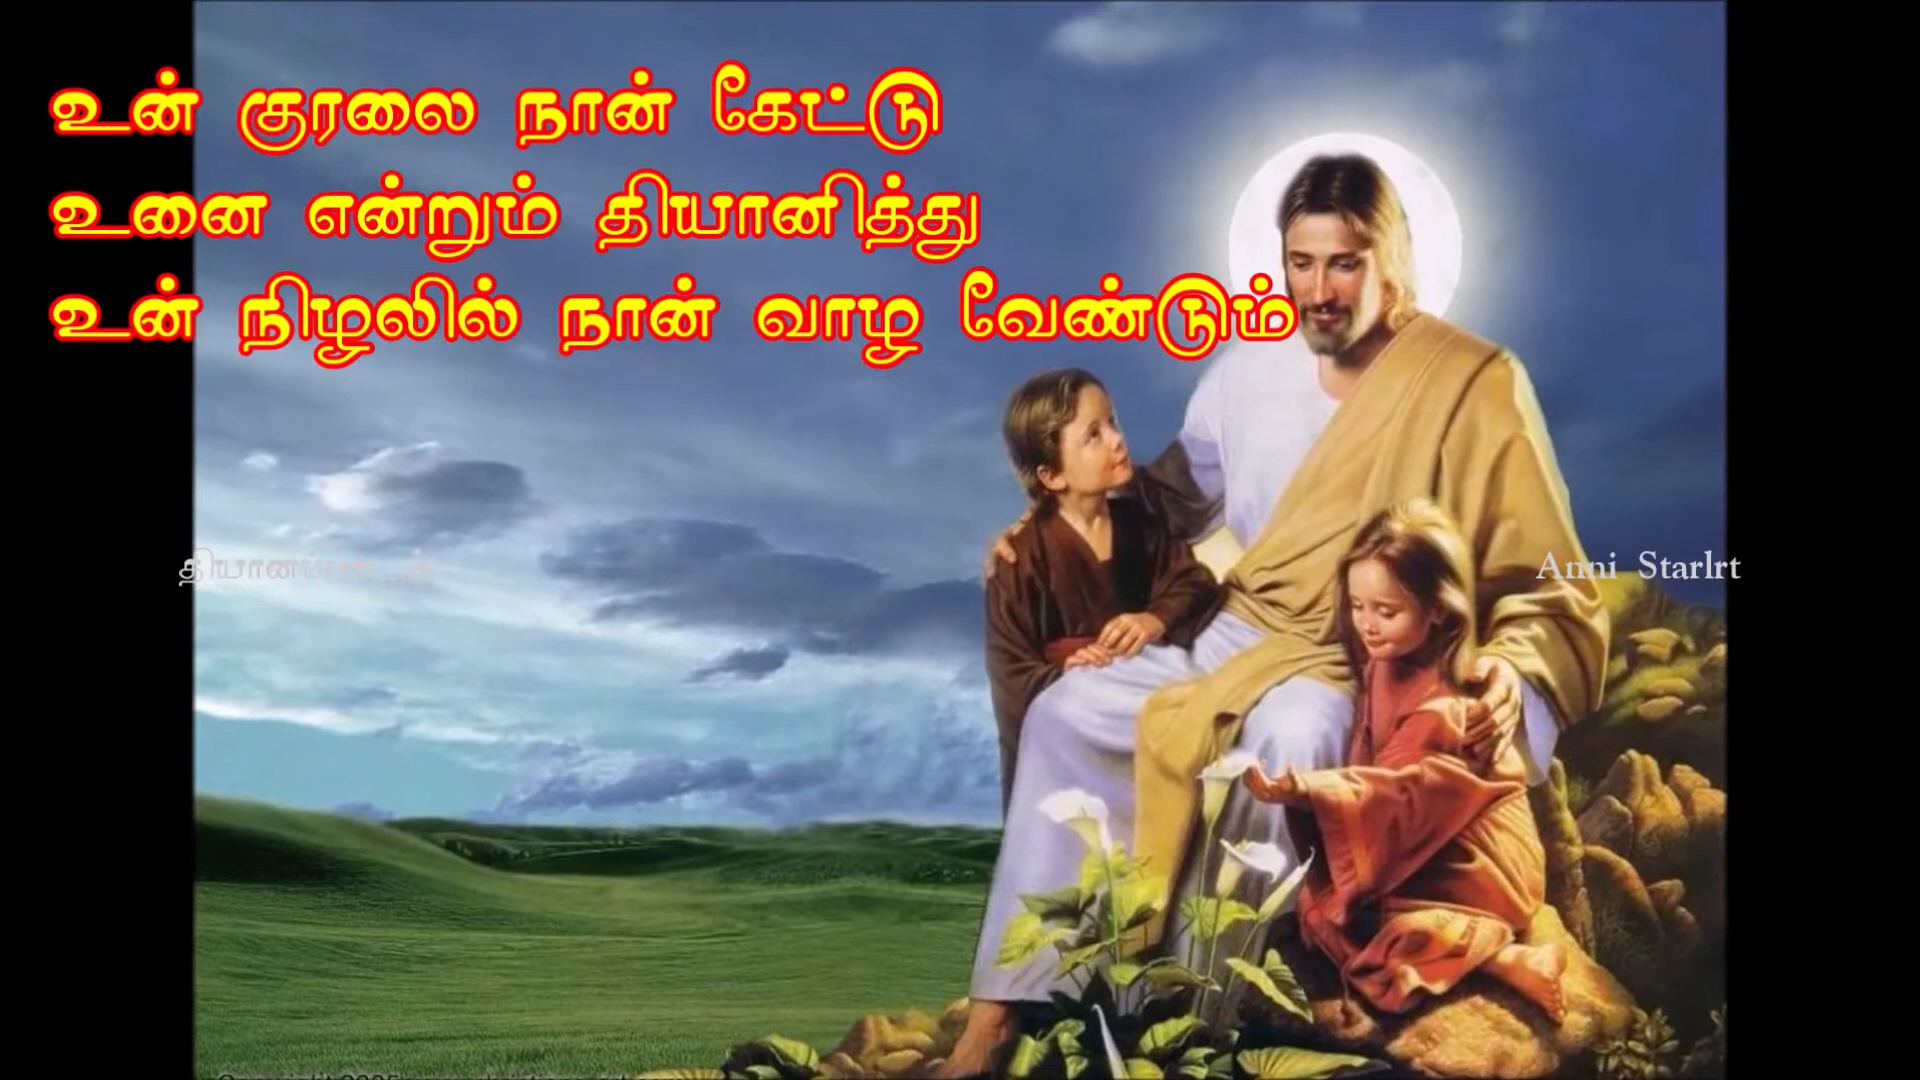 உன் குரலை நான் கேட்டு
உனை என்றும் தியானித்து
உன் நிழலில் நான் வாழ வேண்டும்
Anni Starlrt